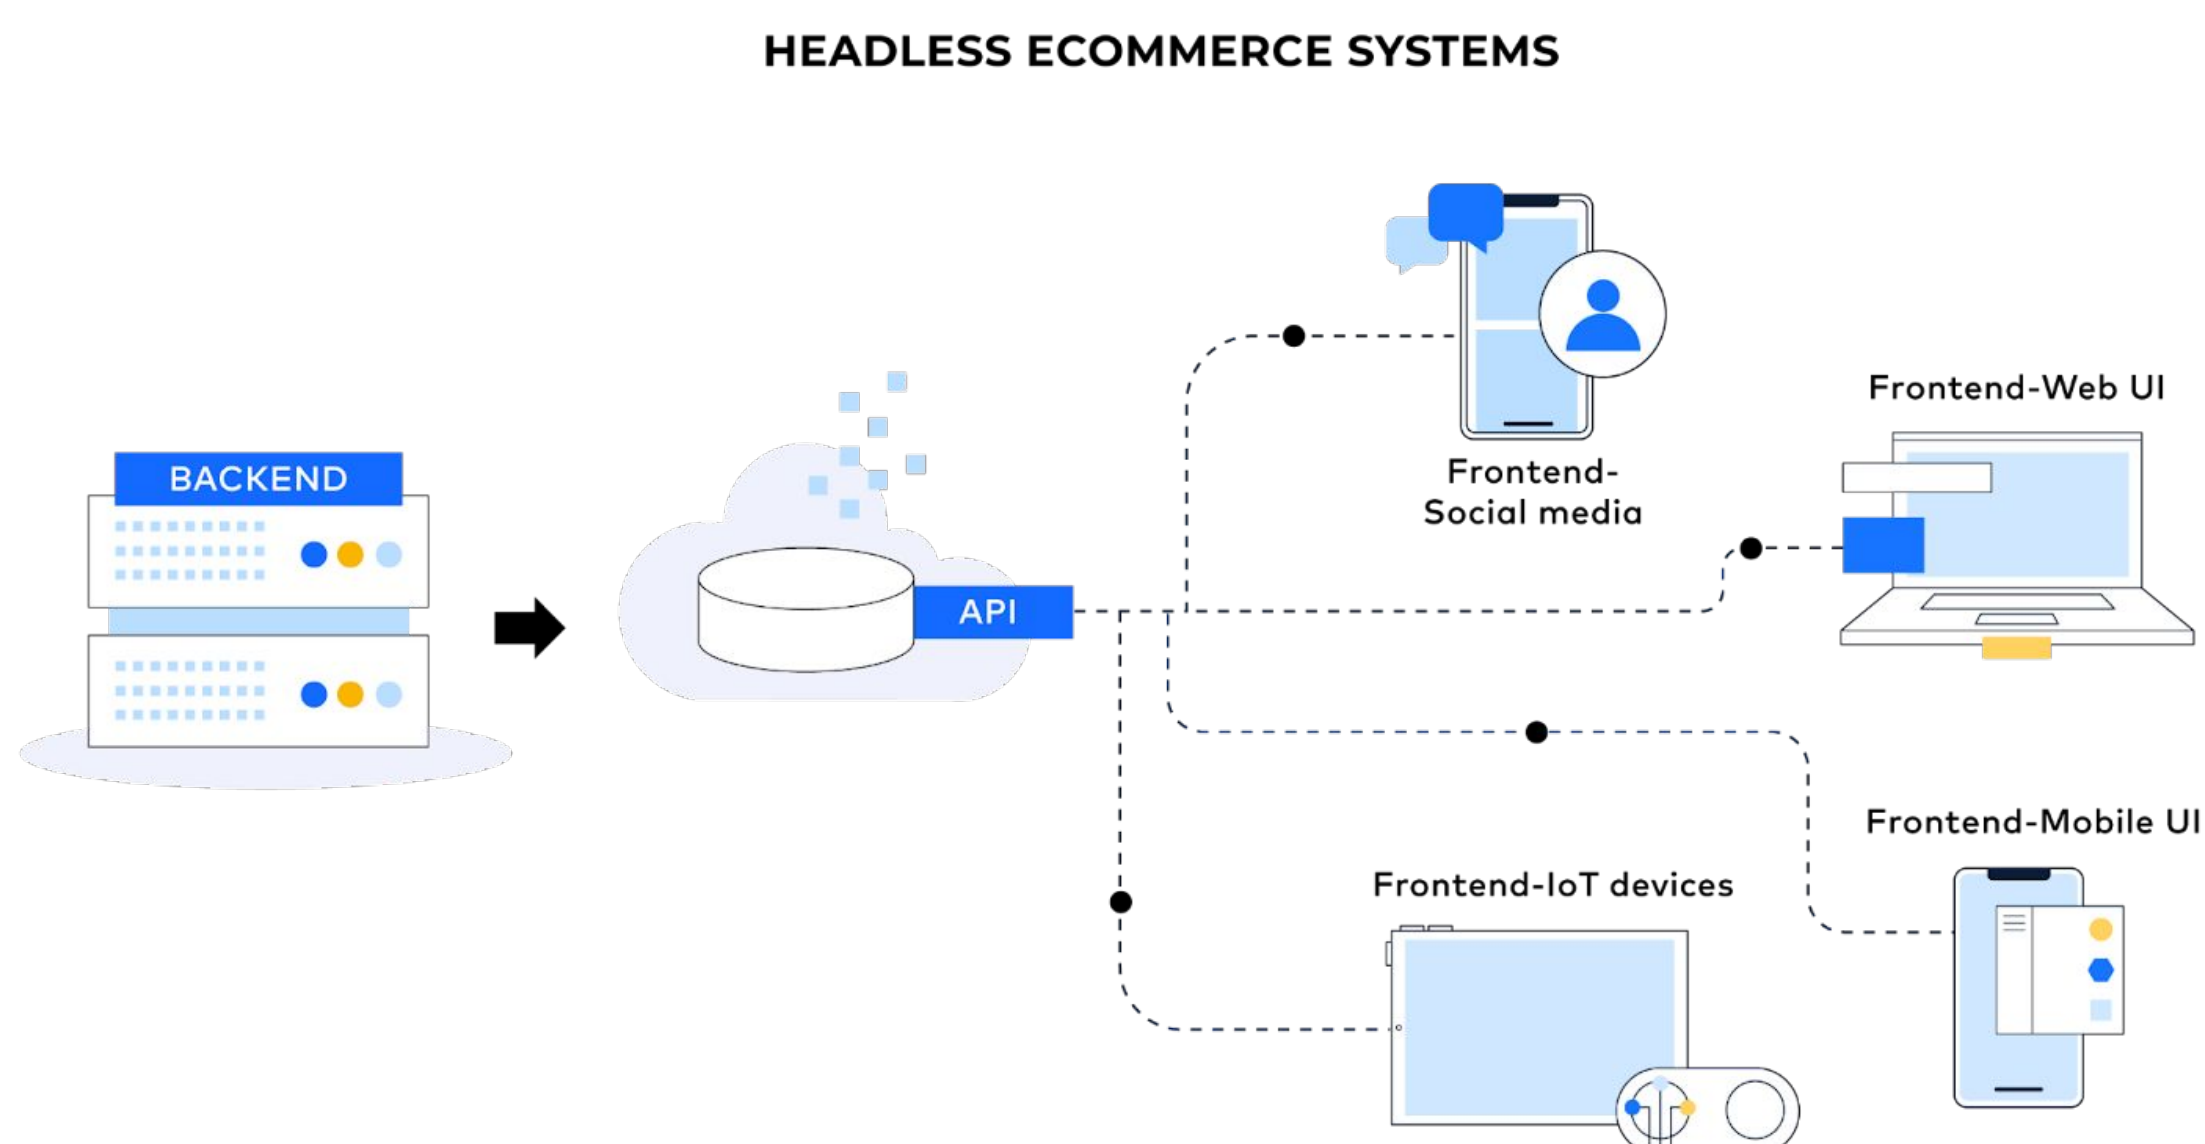 HEADLESS ECOMMERCE SYSTEMS
BACKEND
API
Frontend-
Social media
Frontend-Web UI
Frontend-Mobile UI
Frontend-IoT devices